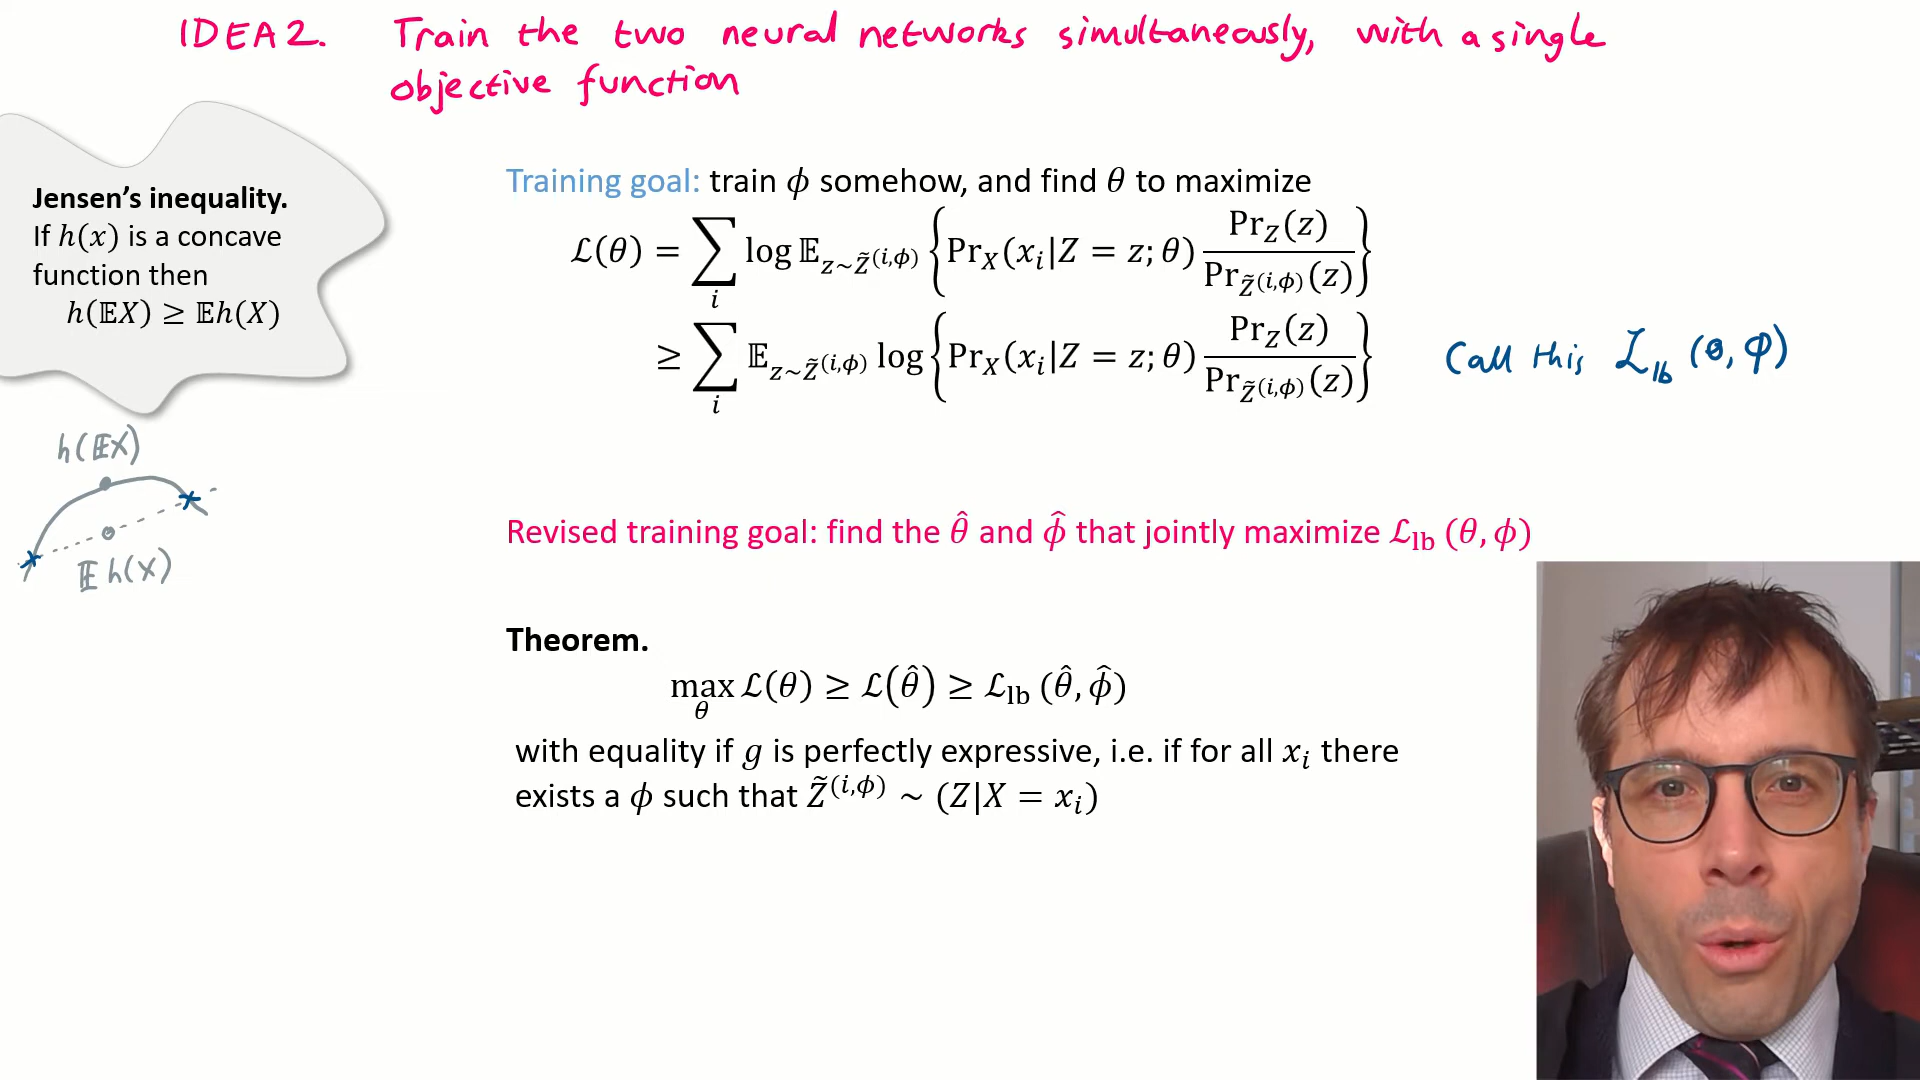 IDEA 2. Train the two neural networks simultaneously, with a single
objective function
Jensen's inequality.
If h(x) is a concave
function then
h(𝔼X) ≥ 𝔼h(X)
h(𝔼X)
𝔼h(X)
Training goal: train ϕ somehow, and find θ to maximize
ℒ(θ) = ∑_i log 𝔼_{z~Z̃^{(i,ϕ)}} { Pr_X(x_i|Z = z; θ) Pr_Z(z) / Pr_{Z̃^{(i,ϕ)}}(z) }
≥ ∑_i 𝔼_{z~Z̃^{(i,ϕ)}} log { Pr_X(x_i|Z = z; θ) Pr_Z(z) / Pr_{Z̃^{(i,ϕ)}}(z) }
Call this ℒ_lb (θ, ϕ)
Revised training goal: find the θ̂ and ϕ̂ that jointly maximize ℒ_lb (θ, ϕ)
Theorem.
max_θ ℒ(θ) ≥ ℒ(θ̂) ≥ ℒ_lb (θ̂, ϕ̂)
with equality if g is perfectly expressive, i.e. if for all x_i there
exists a ϕ such that Z̃^{(i,ϕ)} ~ (Z|X = x_i)